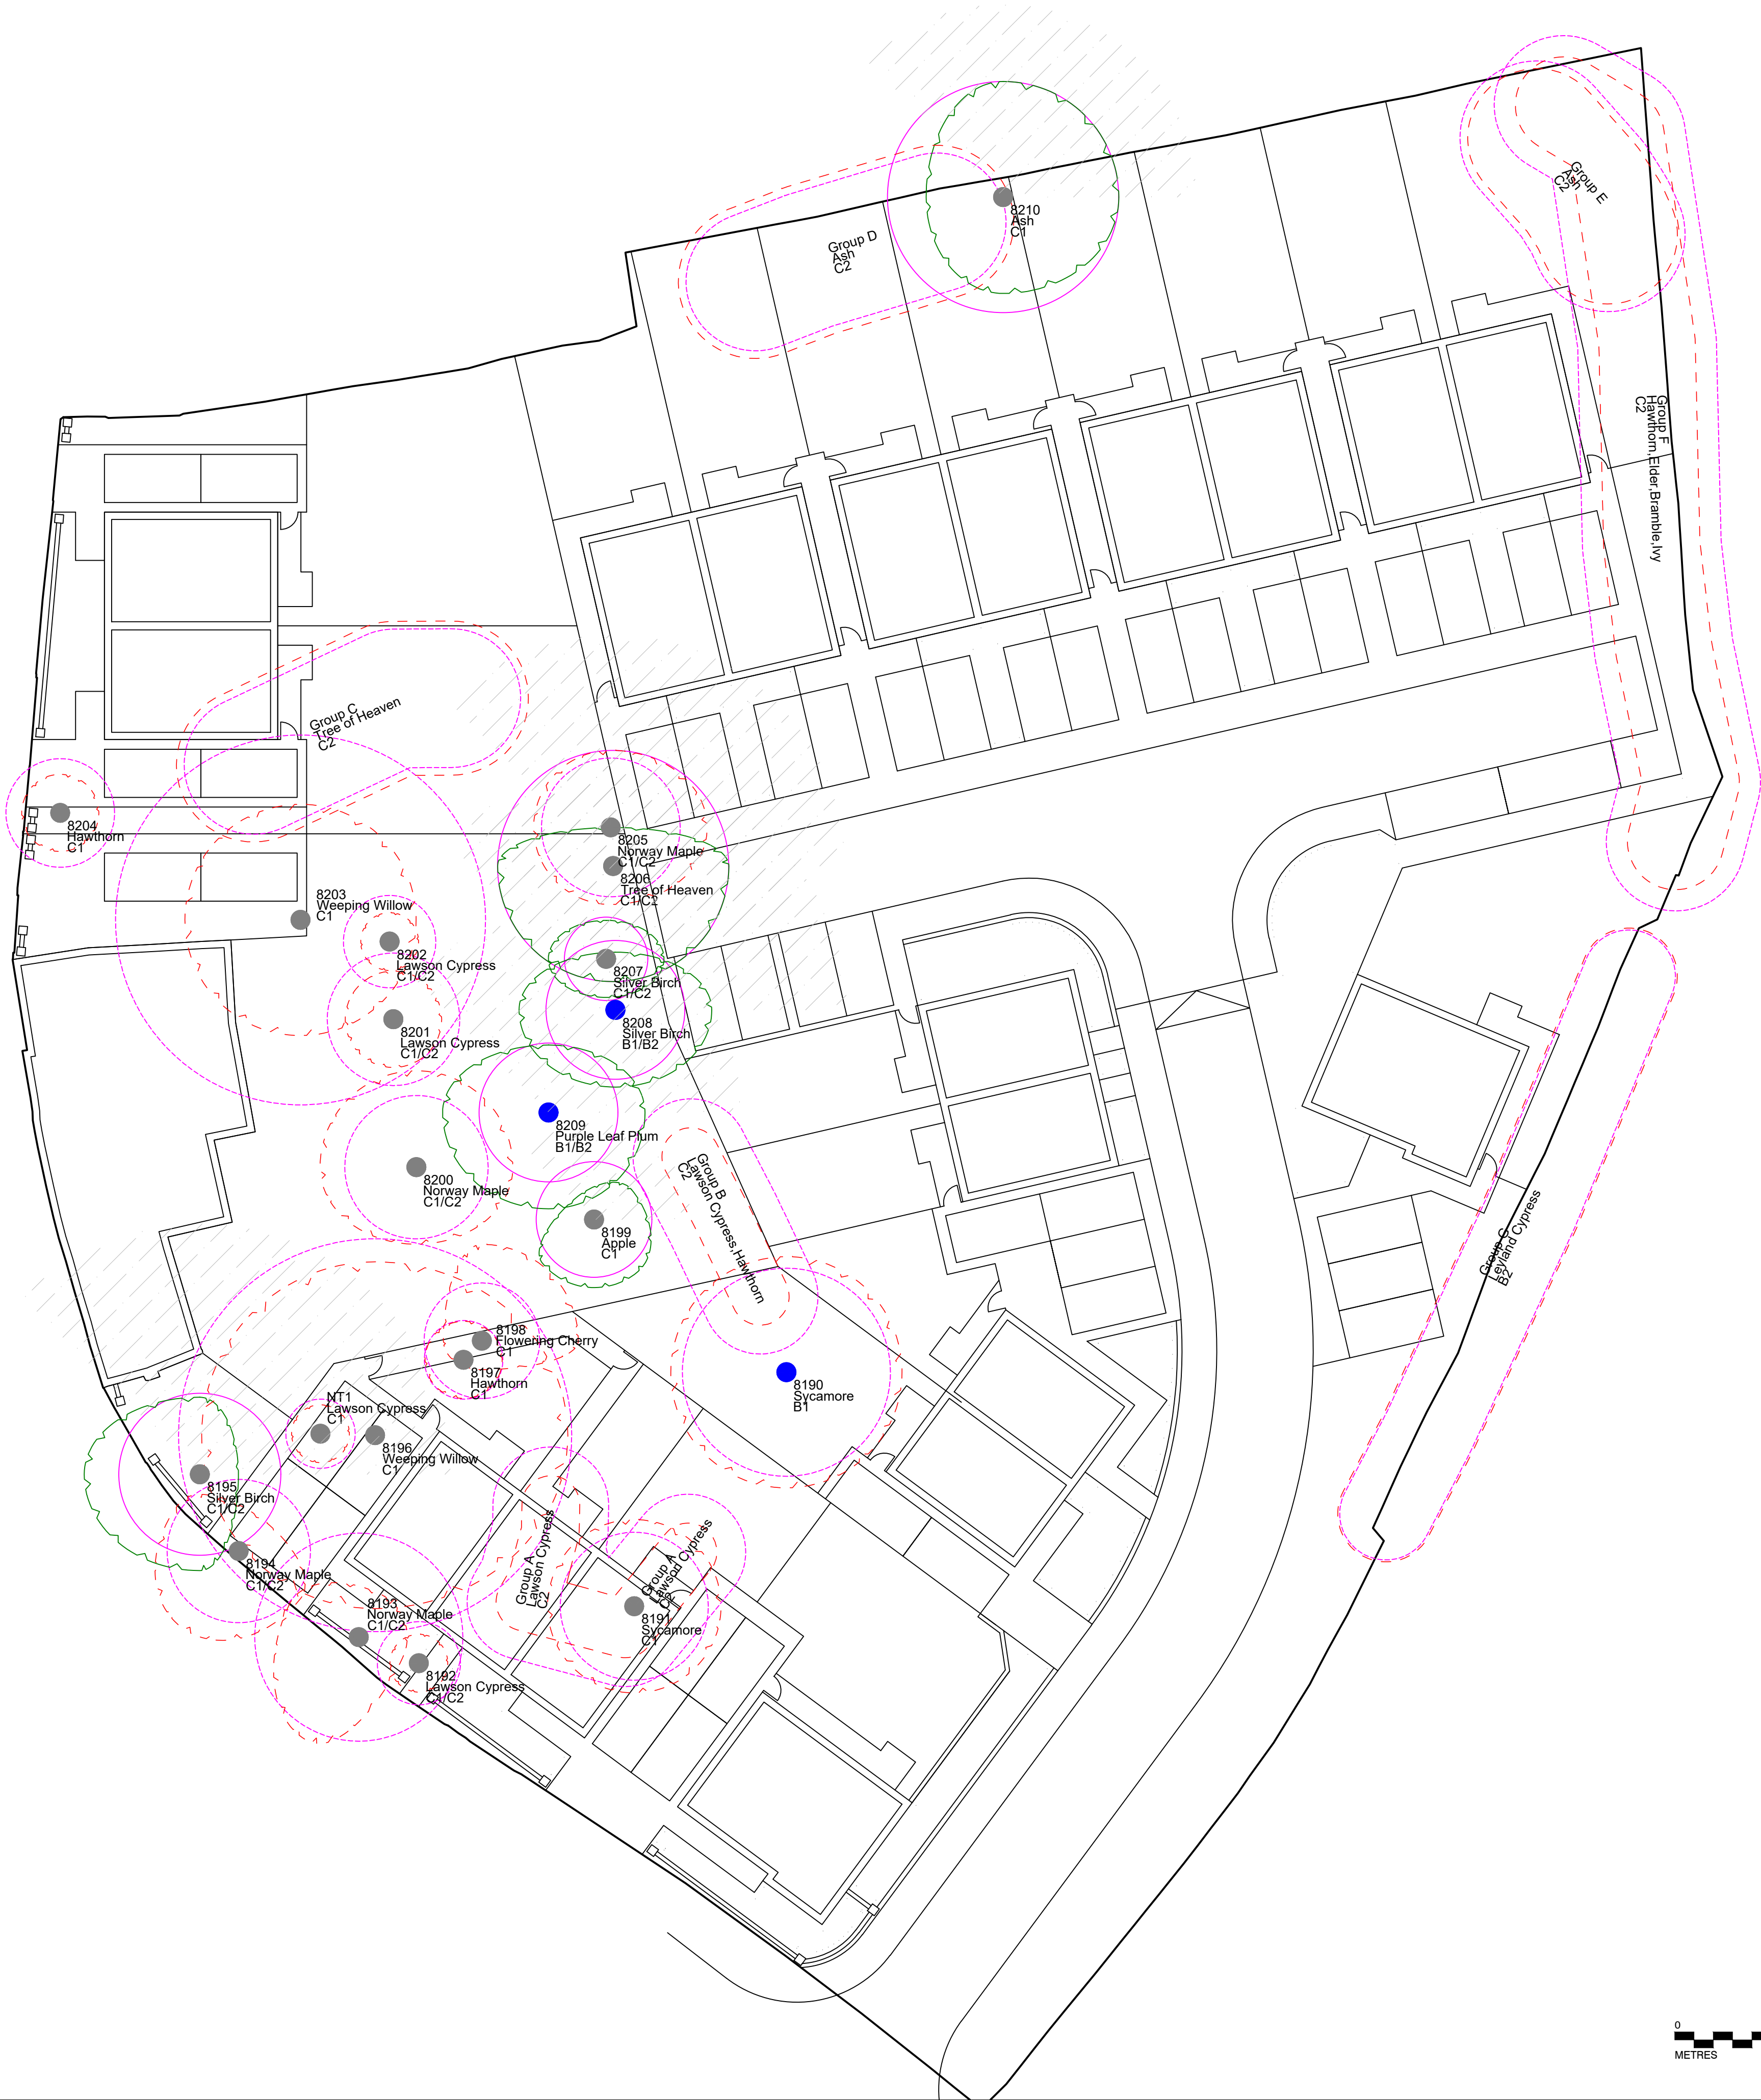 8210
Ash
C1
Group E
Ash
C2
Group D
Ash
C2
Group F
Hawthorn,Elder,Bramble,Ivy
C2
Group C
Tree of Heaven
C2
8204
Hawthorn
C1
8205
Norway Maple
C1/C2
8206
Tree of Heaven
C1/C2
8203
Weeping Willow
C1
8202
Lawson Cypress
C1/C2
8207
Silver Birch
C1/C2
8201
Lawson Cypress
C1/C2
8208
Silver Birch
B1/B2
8209
Purple Leaf Plum
B1/B2
8200
Norway Maple
C1/C2
Group B
Lawson Cypress,Hawthorn
C2
8199
Apple
C1
Group G
Leyland Cypress
B2
8198
Flowering Cherry
C1
8197
Hawthorn
C1
8190
Sycamore
B1
NT1
Lawson Cypress
C1
8196
Weeping Willow
C1
8195
Silver Birch
C1/C2
8194
Norway Maple
C1/C2
Group A
Lawson Cypress
C2
Group A
Lawson Cypress
C2
8193
Norway Maple
C1/C2
8191
Sycamore
C1
8192
Lawson Cypress
C1/C2
0
METRES